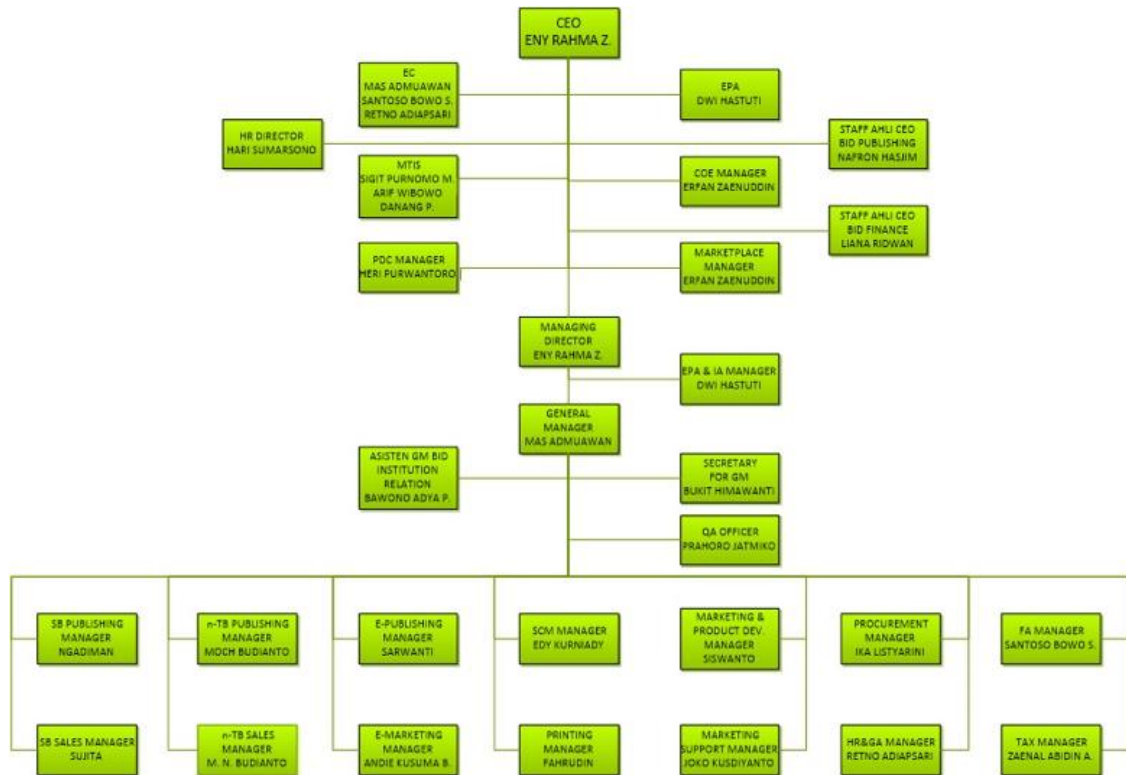 CEO
ENY RAHMA Z.
EC
MAS ADMUAWAN
SANTOSO BOWO S.
RETNO ADIAPSARI
EPA
DWI HASTUTI
HR DIRECTOR
HARI SUMARSONO
STAFF AHLI CEO
BID PUBLISHING
NAFRON HASJIM
MTIS
SIGIT PURNOMO M.
ARIF WIBOWO
DANANG P.
COE MANAGER
ERFAN ZAENUDDIN
STAFF AHLI CEO
BID FINANCE
LIANA RIDWAN
PDC MANAGER
HERI PURWANTORO
MARKETPLACE
MANAGER
ERFAN ZAENUDDIN
MANAGING
DIRECTOR
ENY RAHMA Z.
EPA & IA MANAGER
DWI HASTUTI
GENERAL
MANAGER
MAS ADMUAWAN
ASISTEN GM BID
INSTITUTION
RELATION
BAWONO ADYA P.
SECRETARY
FOR GM
BUKIT HIMAWANTI
QA OFFICER
PRAHORO JATMIKO
SB PUBLISHING
MANAGER
NGADIMAN
n-TB PUBLISHING
MANAGER
MOCH BUDIANTO
E-PUBLISHING
MANAGER
SARWANTI
SCM MANAGER
EDY KURNIADY
MARKETING &
PRODUCT DEV.
MANAGER
SISWANTO
PROCUREMENT
MANAGER
IKA LISTYARINI
FA MANAGER
SANTOSO BOWO S.
SB SALES MANAGER
SUJITA
n-TB SALES
MANAGER
M. N. BUDIANTO
E-MARKETING
MANAGER
ANDIE KUSUMA B.
PRINTING
MANAGER
FAHRUDIN
MARKETING
SUPPORT MANAGER
JOKO KUSDIYANTO
HR&GA MANAGER
RETNO ADIAPSARI
TAX MANAGER
ZAENAL ABIDIN A.